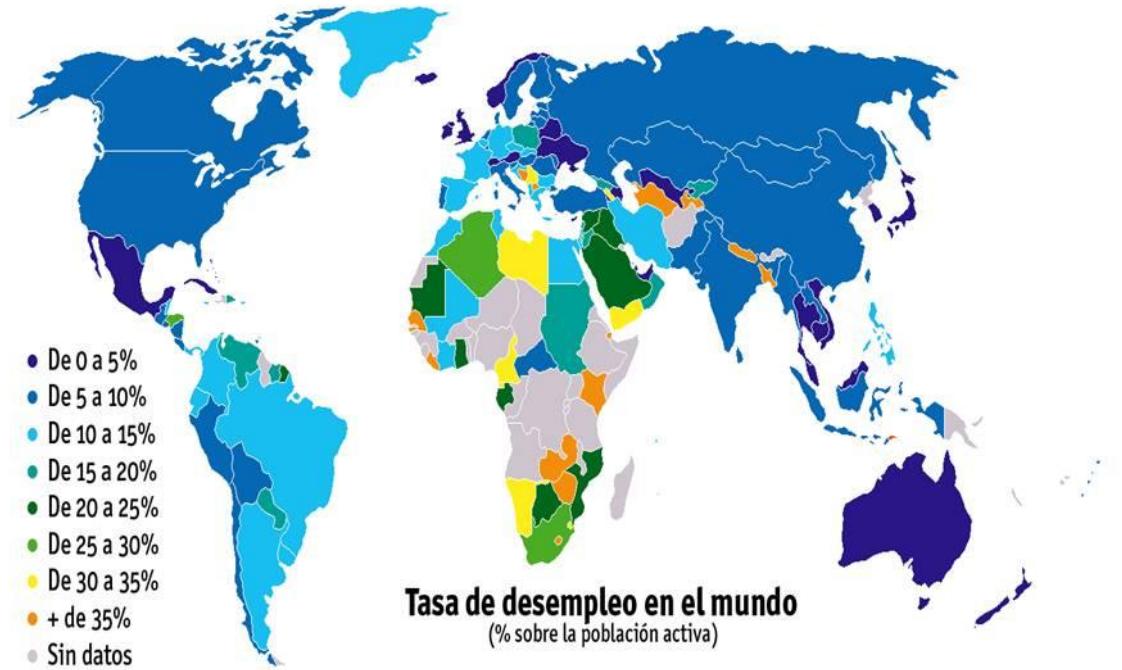 De 0 a 5%
De 5 a 10%
De 10 a 15%
De 15 a 20%
De 20 a 25%
De 25 a 30%
De 30 a 35%
+ de 35%
Sin datos
Tasa de desempleo en el mundo
(% sobre la población activa)